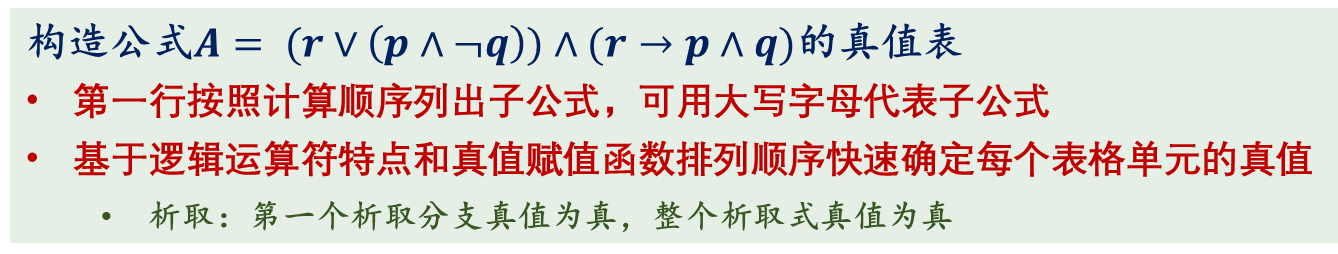 构造公式A = (r ∨ (p ∧ ¬q)) ∧ (r → p ∧ q)的真值表
• 第一行按照计算顺序列出子公式，可用大写字母代表子公式
• 基于逻辑运算符特点和真值赋值函数排列顺序快速确定每个表格单元的真值
• 析取：第一个析取分支真值为真，整个析取式真值为真